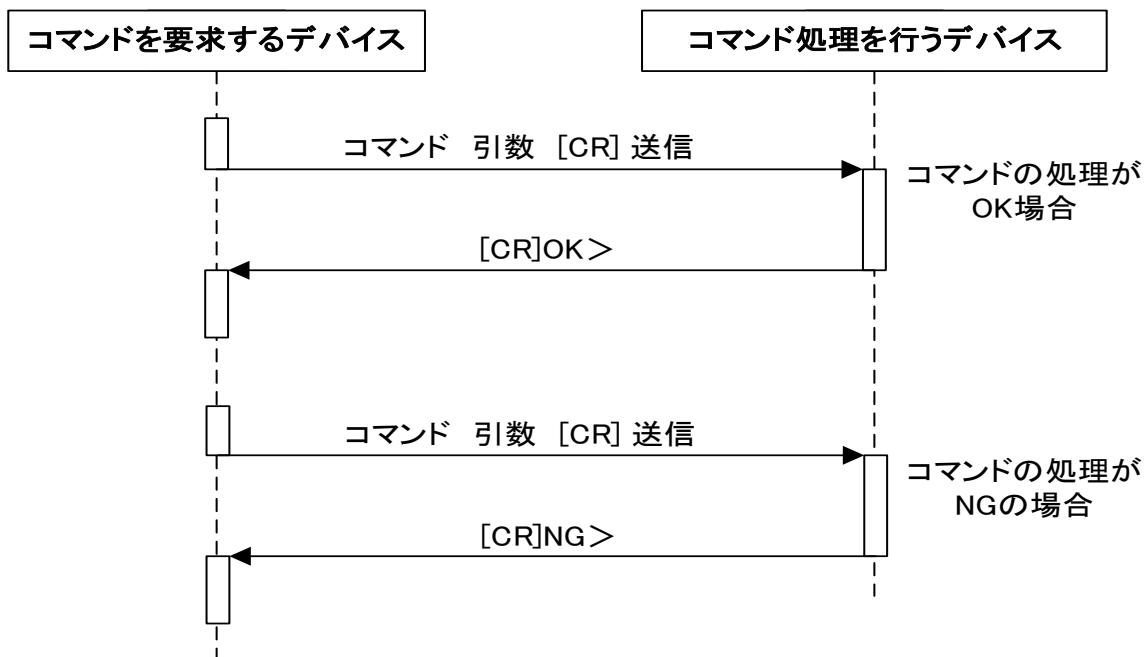 コマンドを要求するデバイス
コマンド処理を行うデバイス
コマンド　引数　[CR] 送信
コマンドの処理が
OK場合
[CR]OK＞
コマンド　引数　[CR] 送信
コマンドの処理が
NGの場合
[CR]NG＞